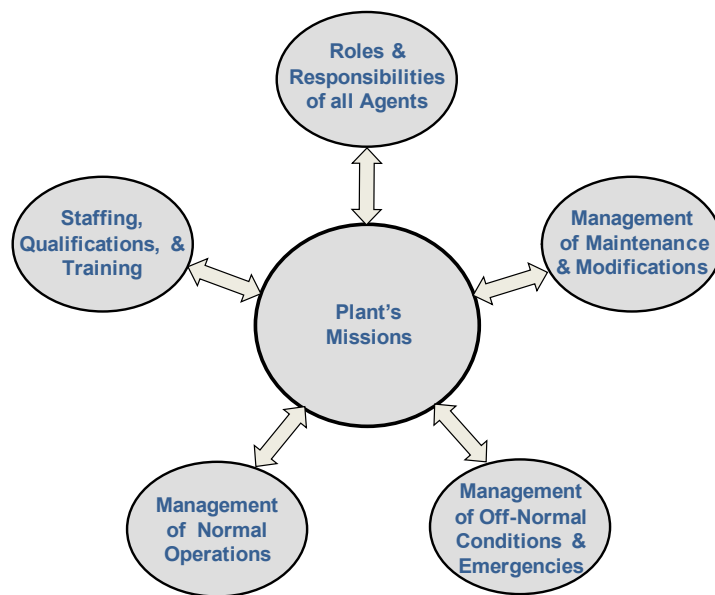 Roles &
Responsibilities
of all Agents
Staffing,
Qualifications, &
Training
Management
of Maintenance
& Modifications
Plant's
Missions
Management
of Normal
Operations
Management
of Off-Normal
Conditions &
Emergencies